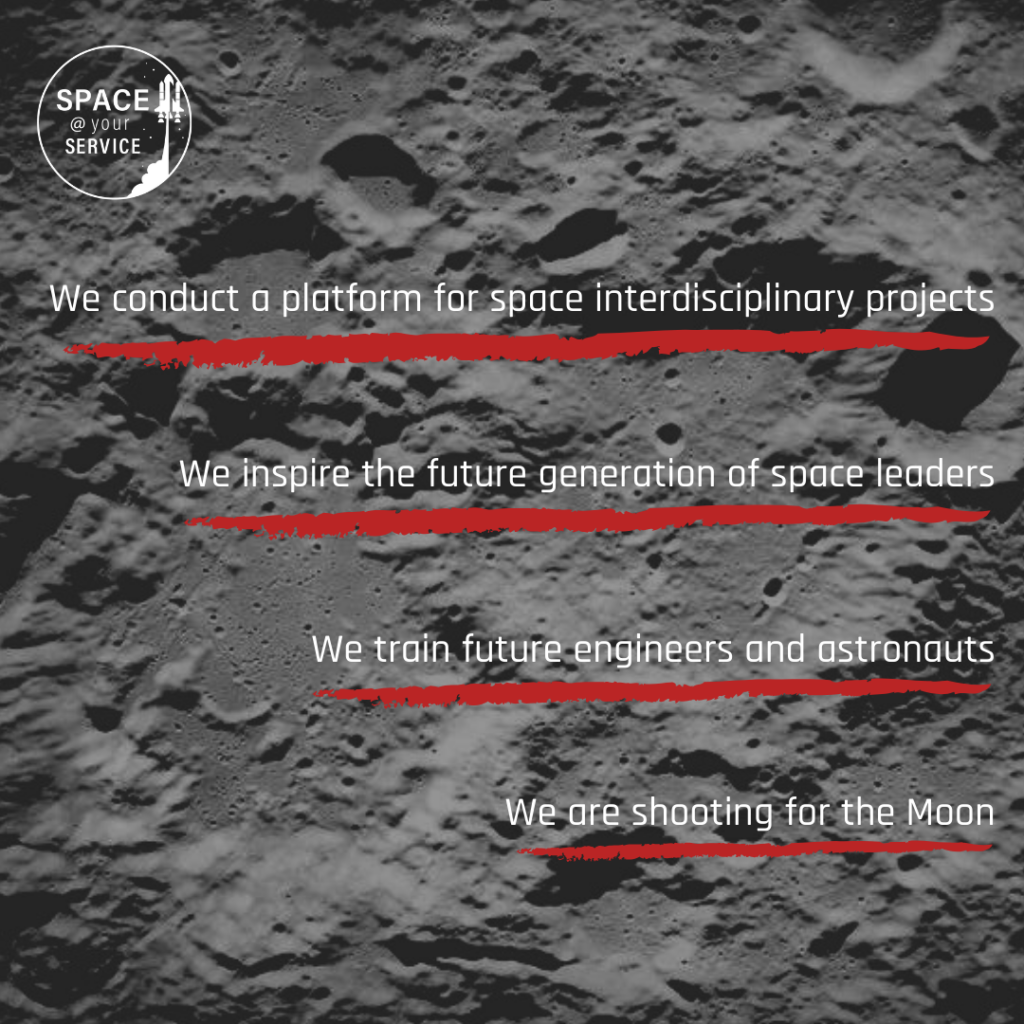 SPACE
@ your
SERVICE
We conduct a platform for space interdisciplinary projects
We inspire the future generation of space leaders
We train future engineers and astronauts
We are shooting for the Moon